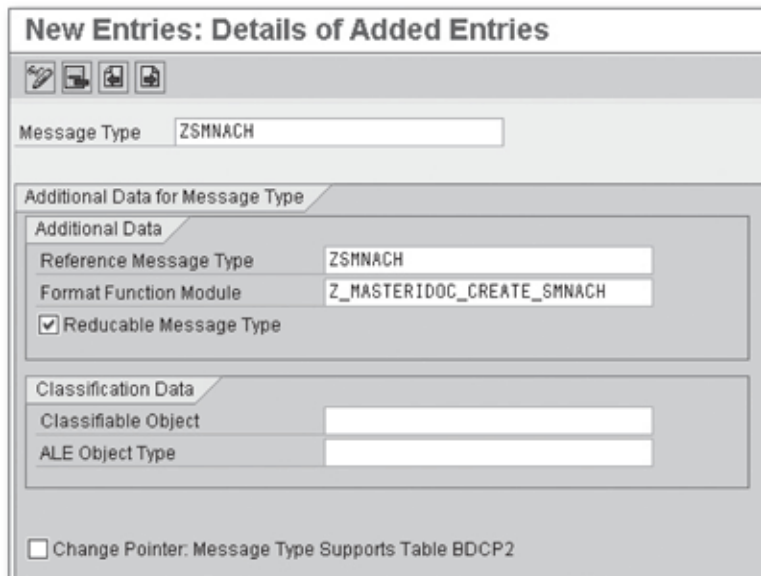 New Entries: Details of Added Entries
Message Type ZSMNACH
Additional Data for Message Type
Additional Data
Reference Message Type ZSMNACH
Format Function Module Z_MASTERIDOC_CREATE_SMNACH
Reducable Message Type
Classification Data
Classifiable Object
ALE Object Type
Change Pointer: Message Type Supports Table BDCP2